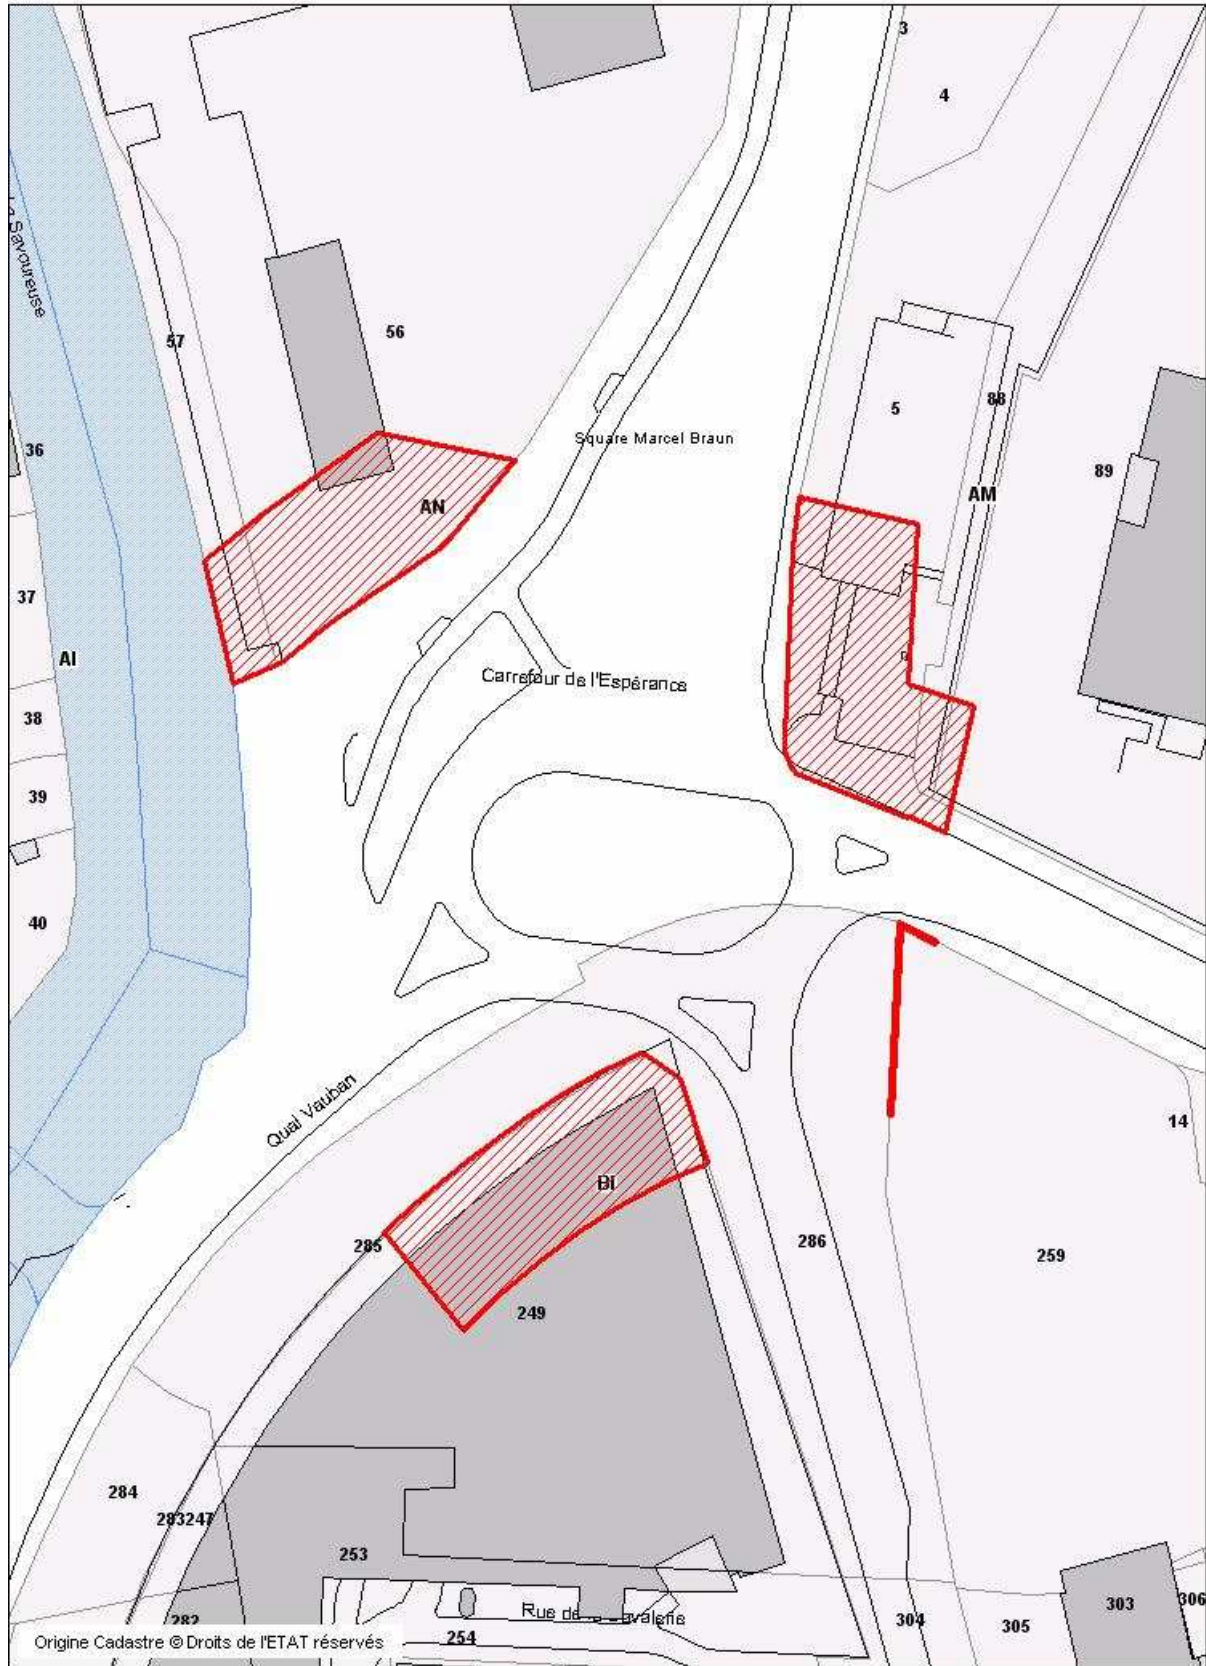 3
4
La Savoureuse
57
56
5
88
36
Square Marcel Braun
89
AN
AM
37
AI
Carrefour de l'Espérance
38
39
40
Quai Vauban
14
BI
285
286
259
249
284
283247
253
282
Rue de la Cavalerie
303
306
304
305
254
Origine Cadastre © Droits de l'ETAT réservés